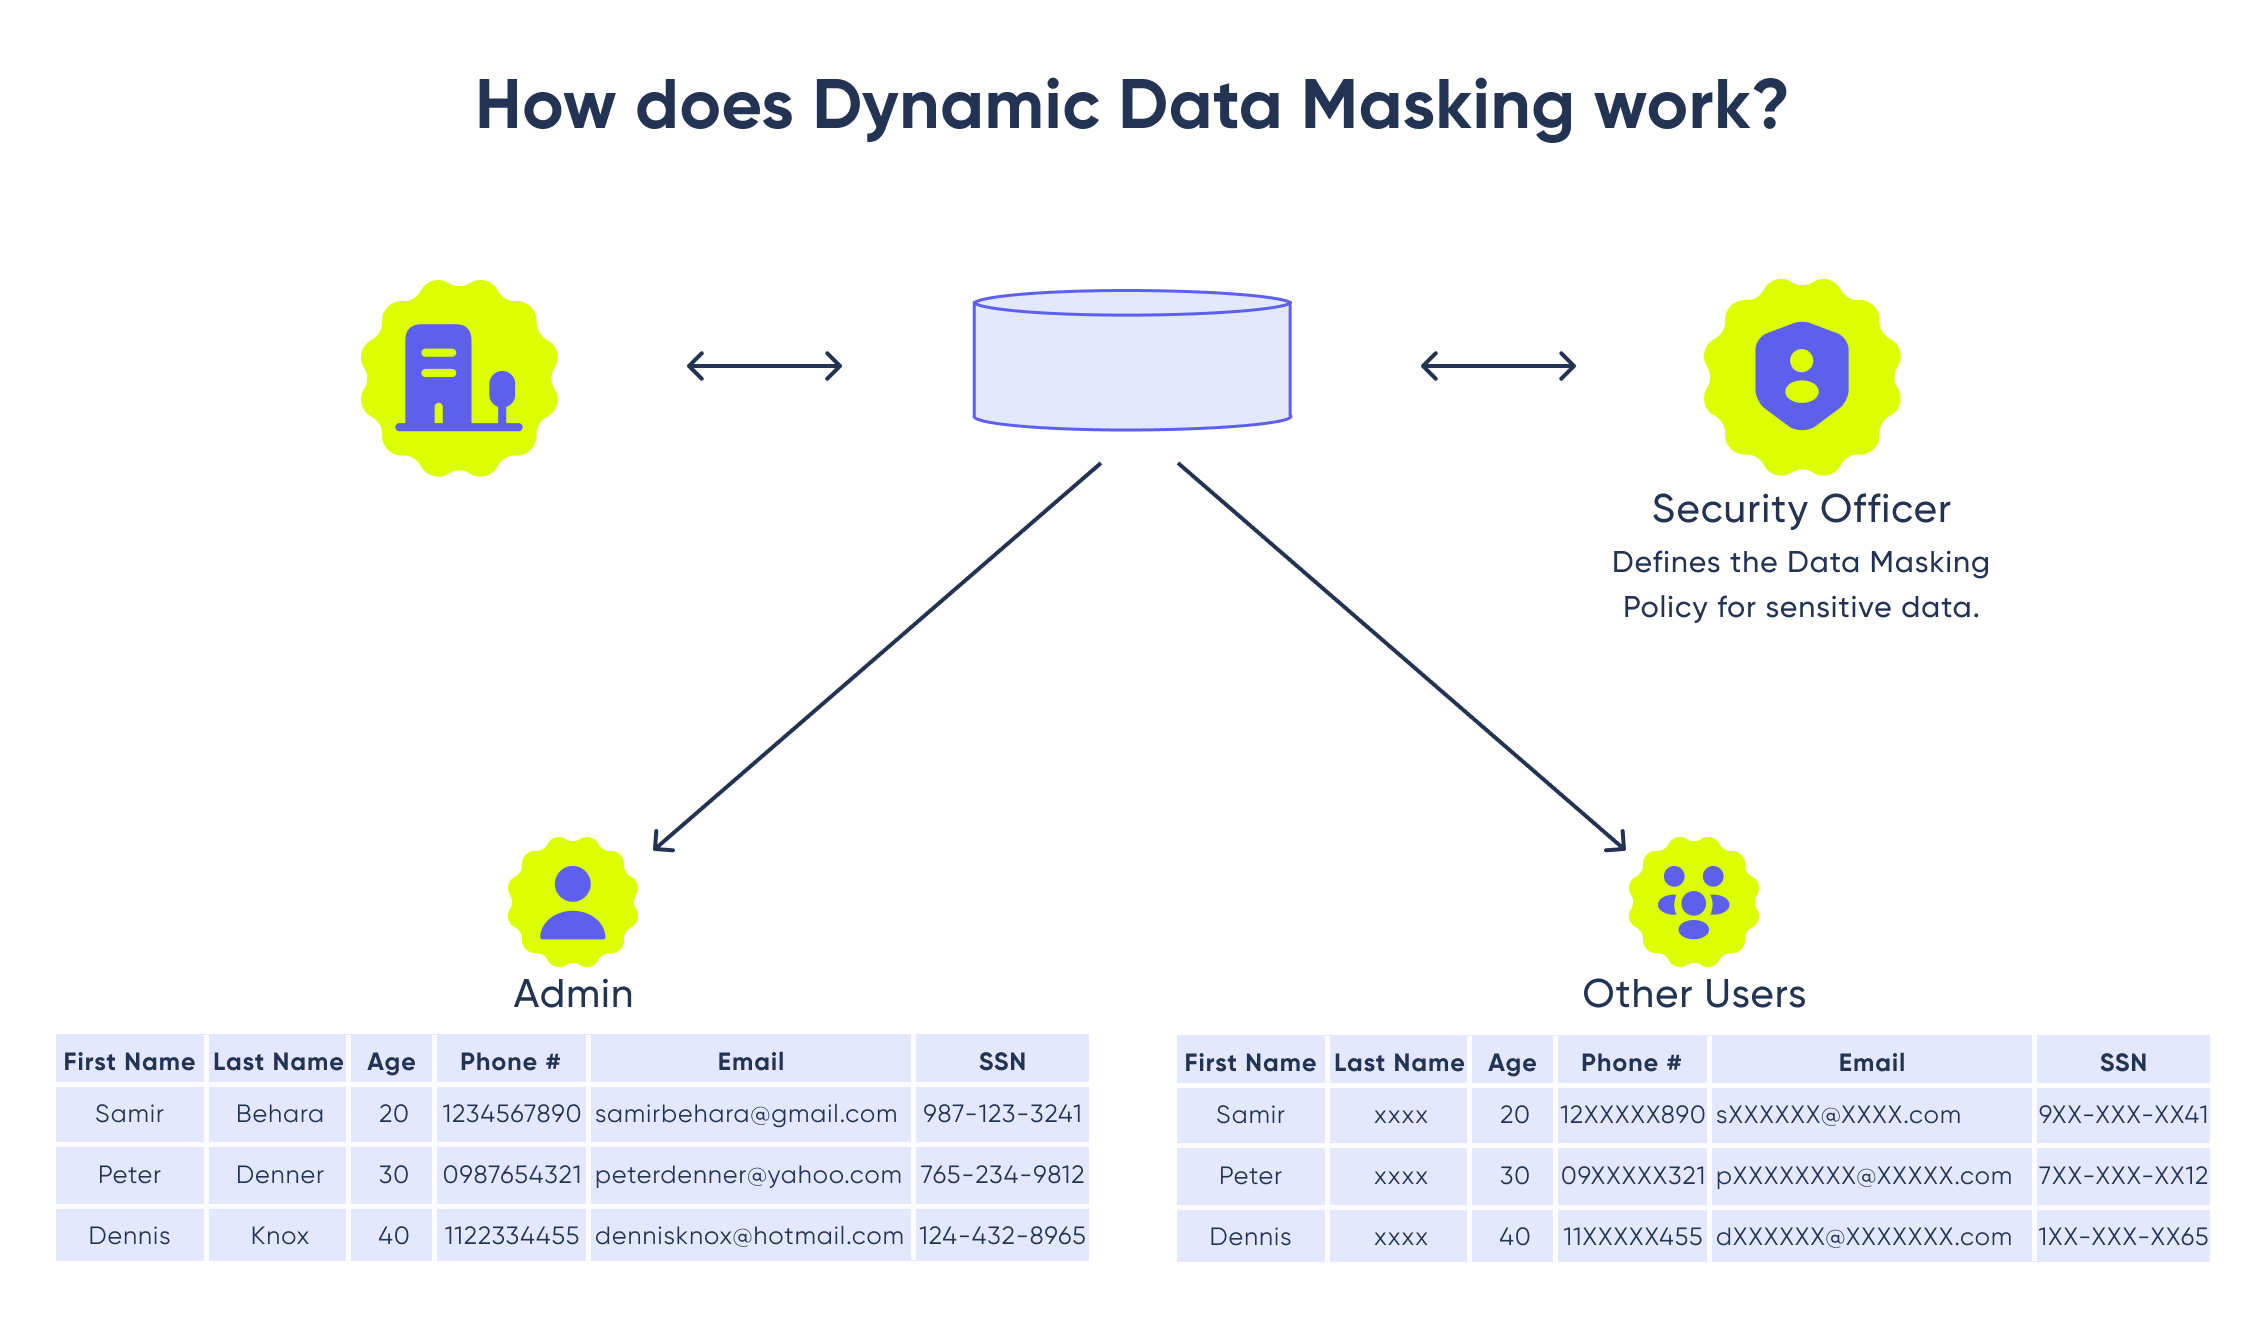 How does Dynamic Data Masking work?
Security Officer
Defines the Data Masking
Policy for sensitive data.
Admin
First Name Last Name Age Phone # Email SSN
Samir Behara 20 1234567890 samirbehara@gmail.com 987-123-3241
Peter Denner 30 0987654321 peterdenner@yahoo.com 765-234-9812
Dennis Knox 40 1122334455 dennisknox@hotmail.com 124-432-8965
Other Users
First Name Last Name Age Phone # Email SSN
Samir xxxx 20 12XXXXX890 sXXXXXX@XXXX.com 9XX-XXX-XX41
Peter xxxx 30 09XXXXX321 pXXXXXXXX@XXXXX.com 7XX-XXX-XX12
Dennis xxxx 40 11XXXXX455 dXXXXXX@XXXXXXX.com 1XX-XXX-XX65